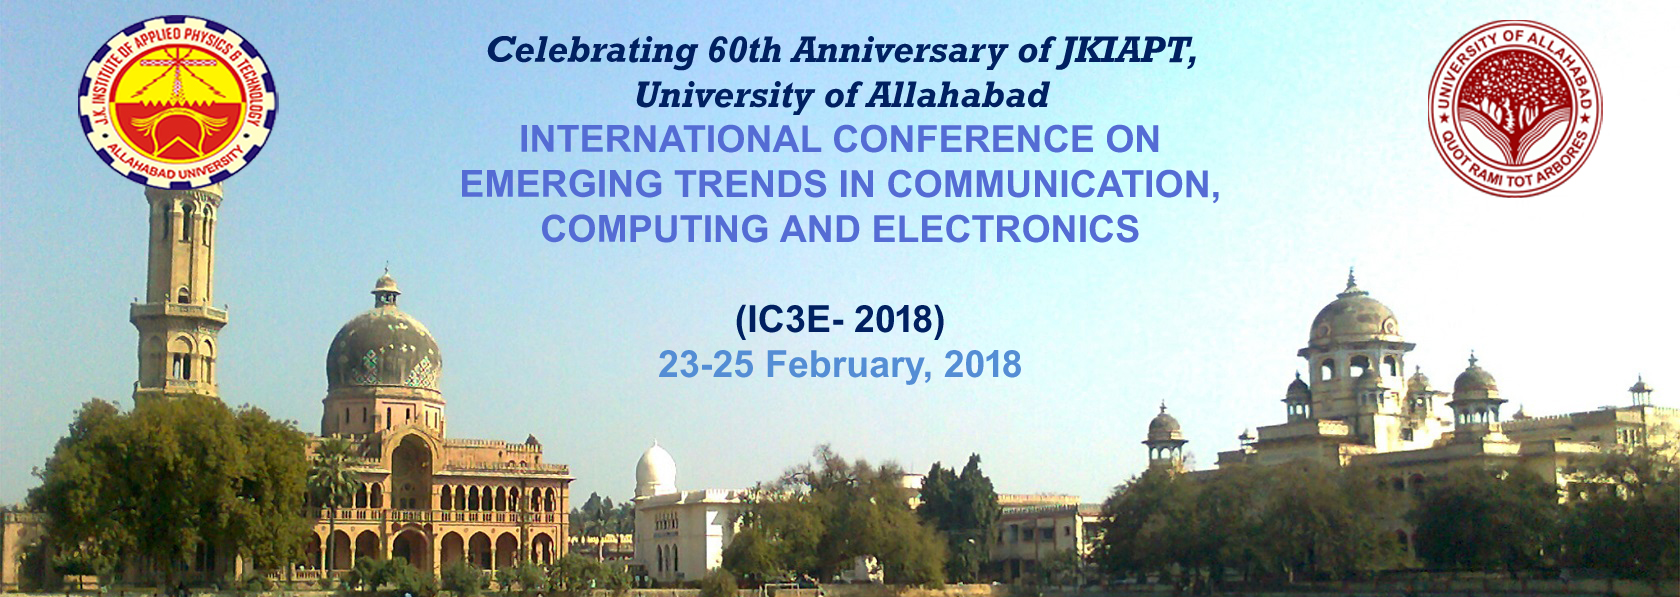 J.K. INSTITUTE OF APPLIED PHYSICS & TECHNOLOGY
ALLAHABAD UNIVERSITY
Celebrating 60th Anniversary of JKIAPT,
University of Allahabad
INTERNATIONAL CONFERENCE ON
EMERGING TRENDS IN COMMUNICATION,
COMPUTING AND ELECTRONICS
(IC3E- 2018)
23-25 February, 2018
UNIVERSITY OF ALLAHABAD
QUOT RAMI TOT ARBORES